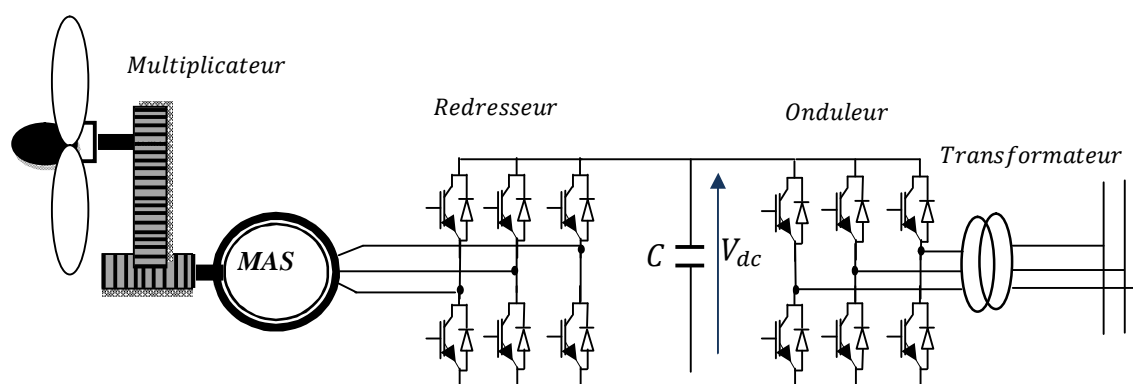 Multiplicateur
Redresseur
Onduleur
Transformateur
MAS
C
V_dc